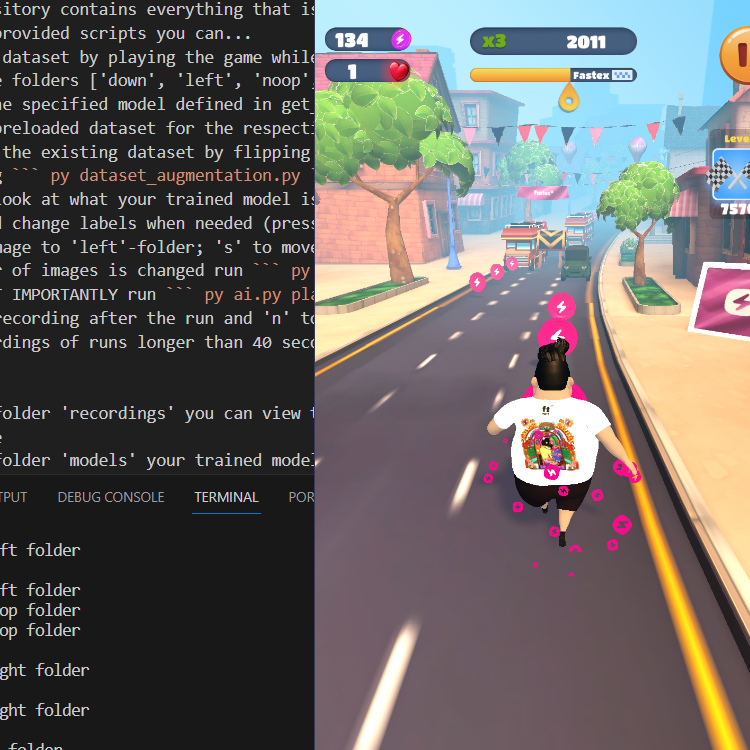 sitory contains everything that is
provided scripts you can...
dataset by playing the game while
e folders ['down', 'left', 'noop',
he specified model defined in get_
preloaded dataset for the respecti
the existing dataset by flipping
g ``` py dataset_augmentation.py `
look at what your trained model is
d change labels when needed (press
mage to 'left'-folder; 's' to move
r of images is changed run ``` py
T IMPORTANTLY run ``` py ai.py pla
recording after the run and 'n' to
rdings of runs longer than 40 seco
folder 'recordings' you can view t
e
folder 'models' your trained model
TPUT DEBUG CONSOLE TERMINAL POR
ft folder
ft folder
op folder
op folder
ght folder
ght folder
folder
134
x3 2011
1
Fastex
Leve
7570